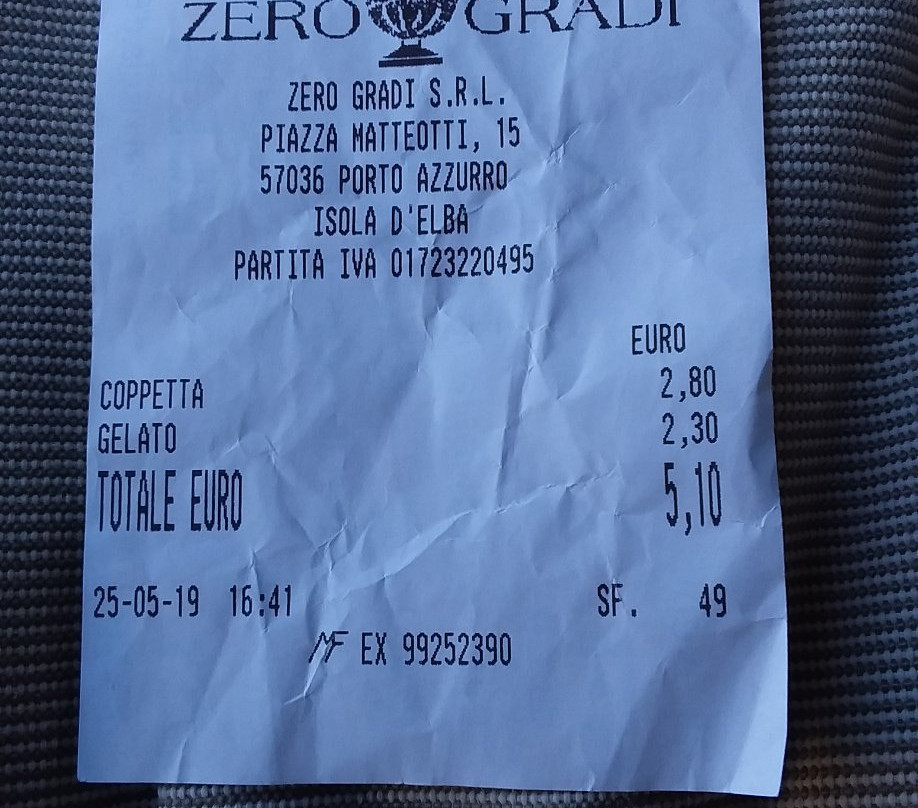 ZERO GRADI
ZERO GRADI S.R.L.
PIAZZA MATTEOTTI, 15
57036 PORTO AZZURRO
ISOLA D'ELBA
PARTITA IVA 01723220495
EURO
COPPETTA 2,80
GELATO 2,30
TOTALE EURO 5,10
25-05-19 16:41 SF. 49
MF EX 99252390